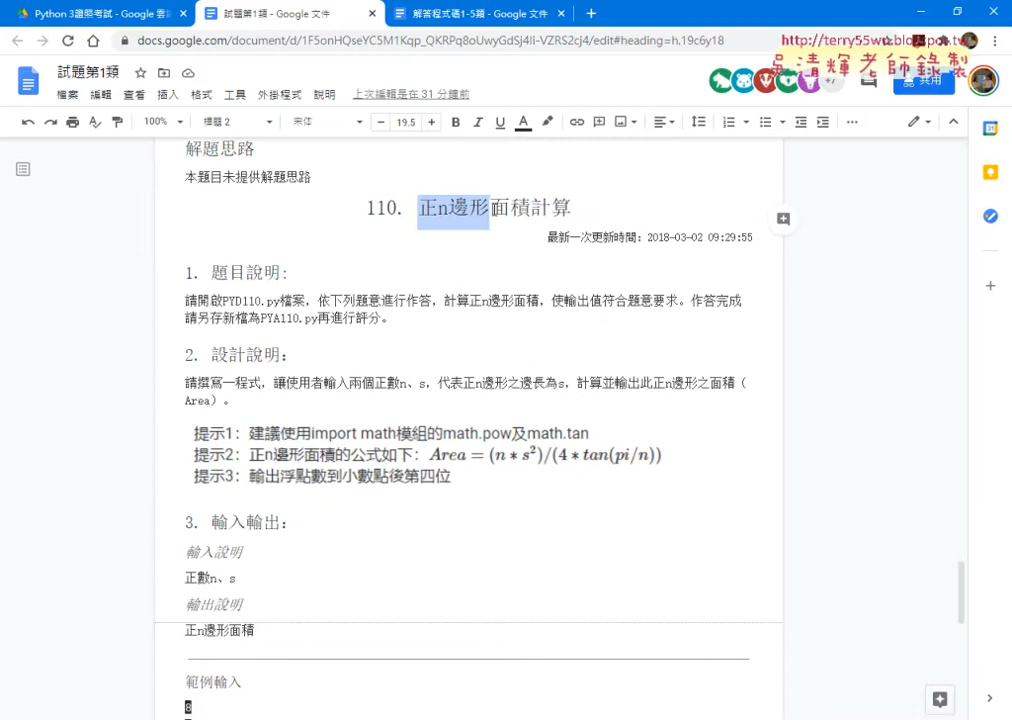 Python 3證照考試 - Google 雲
試題第1類 - Google 文件
解答程式碼1-5類 - Google 文件
docs.google.com/document/d/1F5onHQseYC5M1Kqp_QKRPq8oUwyGdSj4Ii-VZRS2cj4/edit#heading=h.19c6y18
http://terry55wu.blogspot.tw
吳清輝老師錄製
試題第1類
檔案 編輯 查看 插入 格式 工具 外掛程式 說明 上次編輯是在 31 分鐘前
+7
共用
100% 標題 2 宋体 19.5 B I U A
解題思路
本題目未提供解題思路
110. 正n邊形面積計算
最新一次更新時間: 2018-03-02 09:29:55
1. 題目說明:
請開啟PYD110.py檔案，依下列題意進行作答，計算正n邊形面積，使輸出值符合題意要求。作答完成
請另存新檔為PYA110.py再進行評分。
2. 設計說明：
請撰寫一程式，讓使用者輸入兩個正數n、s，代表正n邊形之邊長為s，計算並輸出此正n邊形之面積（
Area）。
提示1：建議使用import math模組的math.pow及math.tan
提示2：正n邊形面積的公式如下：Area = (n * s²)/(4 * tan(pi/n))
提示3：輸出浮點數到小數點後第四位
3. 輸入輸出：
輸入說明
正數n、s
輸出說明
正n邊形面積
範例輸入
8